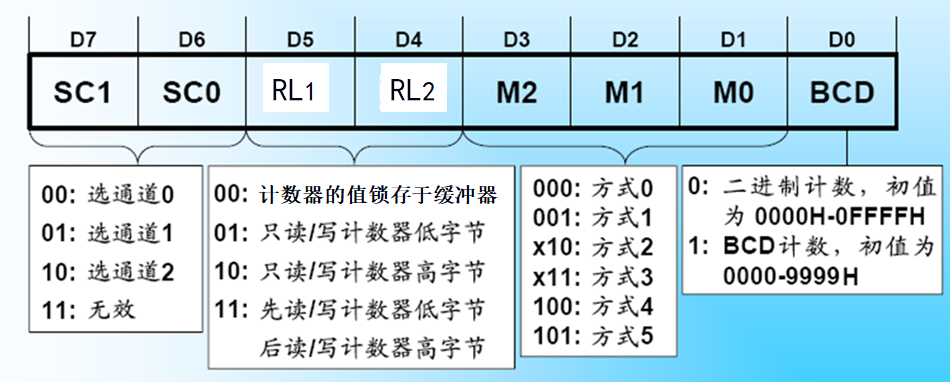 D7 D6 D5 D4 D3 D2 D1 D0
SC1 SC0 RL1 RL2 M2 M1 M0 BCD
00: 选通道0
01: 选通道1
10: 选通道2
11: 无效
00: 计数器的值锁存于缓冲器
01: 只读/写计数器低字节
10: 只读/写计数器高字节
11: 先读/写计数器低字节
后读/写计数器高字节
000: 方式0
001: 方式1
x10: 方式2
x11: 方式3
100: 方式4
101: 方式5
0: 二进制计数，初值
为 0000H-0FFFFH
1: BCD计数，初值为
0000-9999H